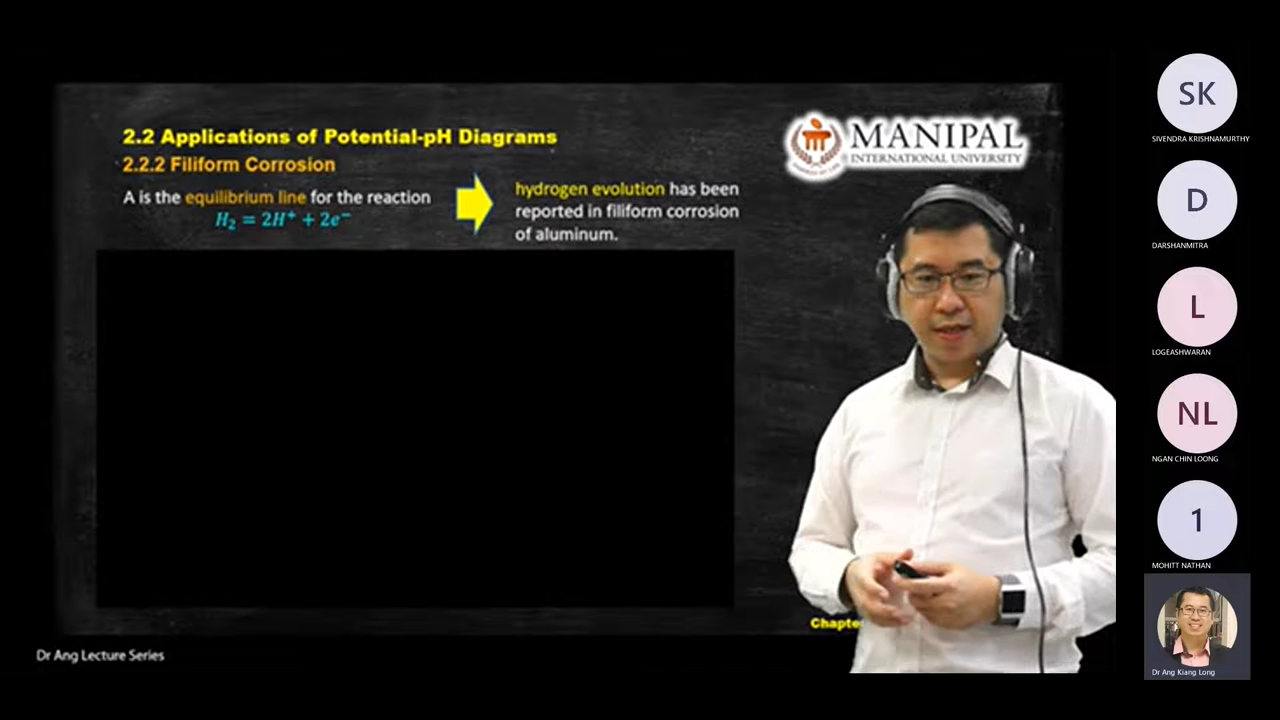 2.2 Applications of Potential-pH Diagrams
2.2.2 Filiform Corrosion
A is the equilibrium line for the reaction
H₂ = 2H⁺ + 2e⁻
hydrogen evolution has been
reported in filiform corrosion
of aluminum.
MANIPAL
INTERNATIONAL UNIVERSITY
Dr Ang Lecture Series
SK
SIVENDRA KRISHNAMURTHY
D
DARSHANMITRA
L
LOGEASHWARAN
NL
NGAN CHIN LOONG
1
MOHITT NATHAN
Dr Ang Kiang Long